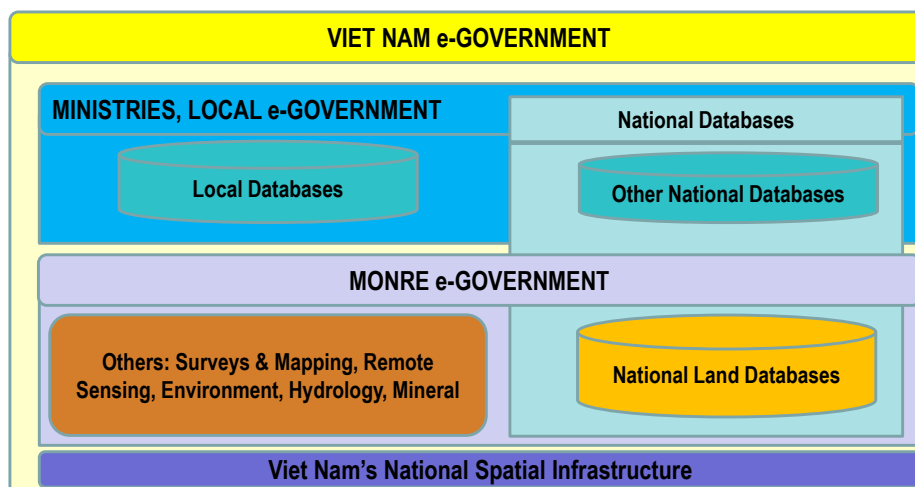 VIET NAM e-GOVERNMENT
MINISTRIES, LOCAL e-GOVERNMENT
National Databases
Local Databases
Other National Databases
MONRE e-GOVERNMENT
Others: Surveys & Mapping, Remote
Sensing, Environment, Hydrology, Mineral
National Land Databases
Viet Nam's National Spatial Infrastructure